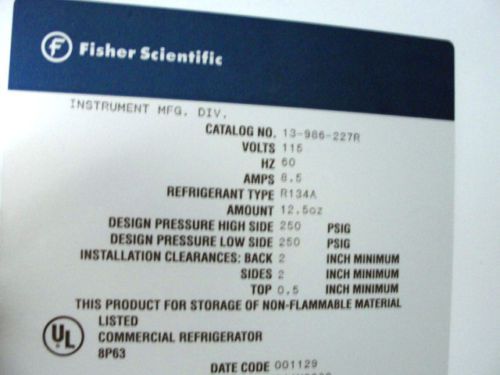 Fisher Scientific
INSTRUMENT MFG. DIV.
CATALOG NO. 13-986-227R
VOLTS 115
HZ 60
AMPS 8.5
REFRIGERANT TYPE R134A
AMOUNT 12.5oz
DESIGN PRESSURE HIGH SIDE 250 PSIG
DESIGN PRESSURE LOW SIDE 250 PSIG
INSTALLATION CLEARANCES: BACK 2 INCH MINIMUM
SIDES 2 INCH MINIMUM
TOP 0.5 INCH MINIMUM
THIS PRODUCT FOR STORAGE OF NON-FLAMMABLE MATERIAL
UL LISTED
COMMERCIAL REFRIGERATOR
8P63
DATE CODE 001129